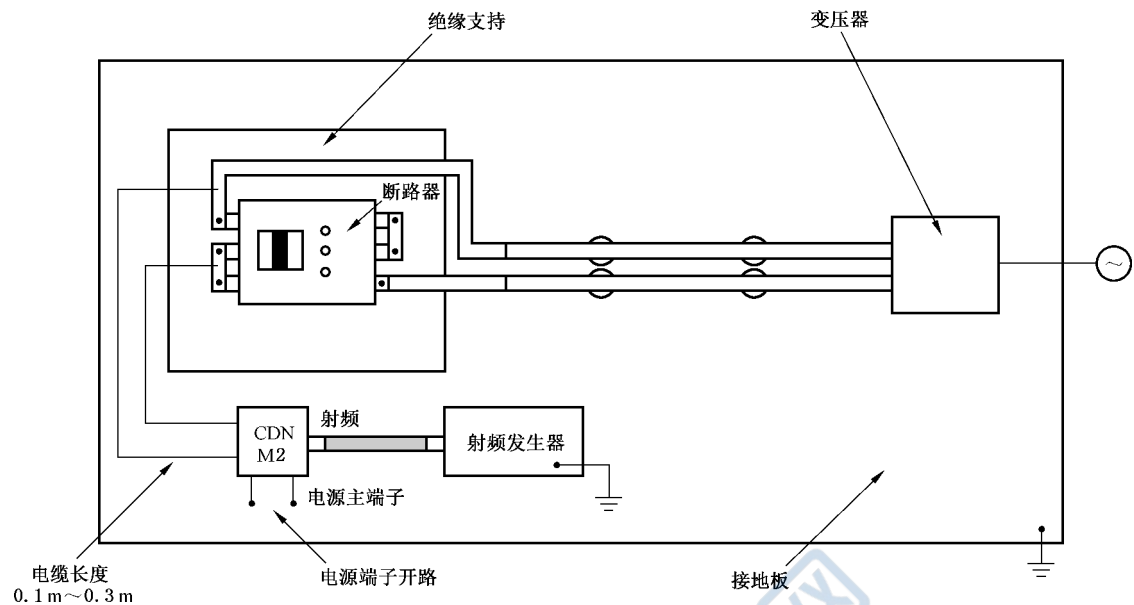 绝缘支持
变压器
断路器
CDN
M2
射频
射频发生器
电源主端子
电缆长度
0.1 m～0.3 m
电源端子开路
接地板